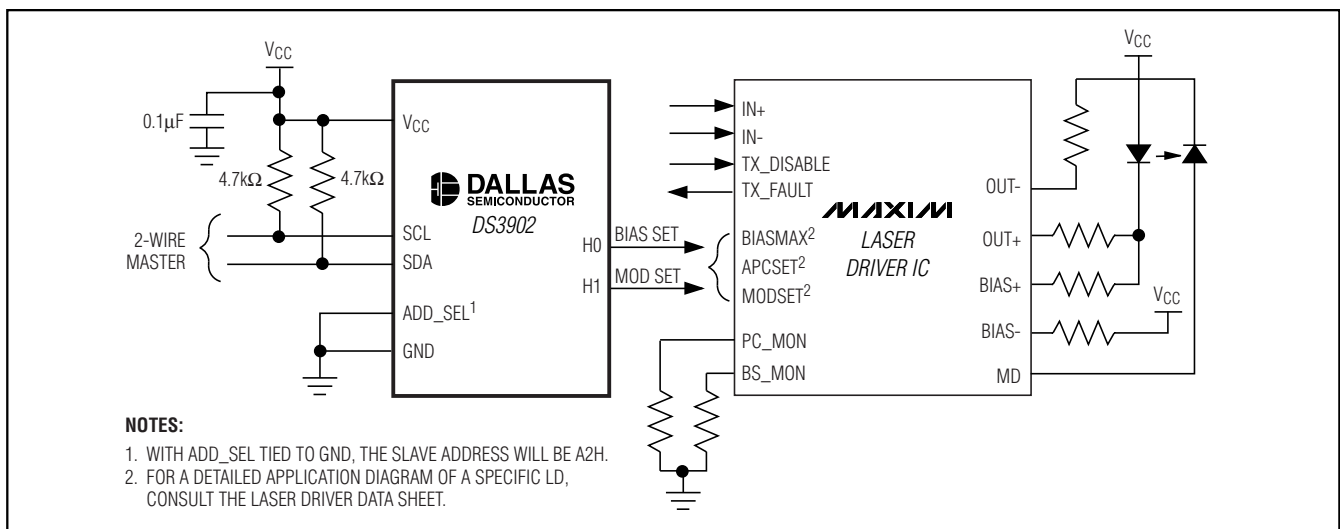 VCC
0.1µF
4.7kΩ
4.7kΩ
2-WIRE
MASTER
VCC
SCL
SDA
ADD_SEL1
GND
DALLAS
SEMICONDUCTOR
DS3902
H0
H1
BIAS SET
MOD SET
IN+
IN-
TX_DISABLE
TX_FAULT
BIASMAX2
APCSET2
MODSET2
PC_MON
BS_MON
MAXIM
LASER
DRIVER IC
OUT-
OUT+
BIAS+
BIAS-
MD
VCC
VCC
NOTES:
1. WITH ADD_SEL TIED TO GND, THE SLAVE ADDRESS WILL BE A2H.
2. FOR A DETAILED APPLICATION DIAGRAM OF A SPECIFIC LD,
CONSULT THE LASER DRIVER DATA SHEET.